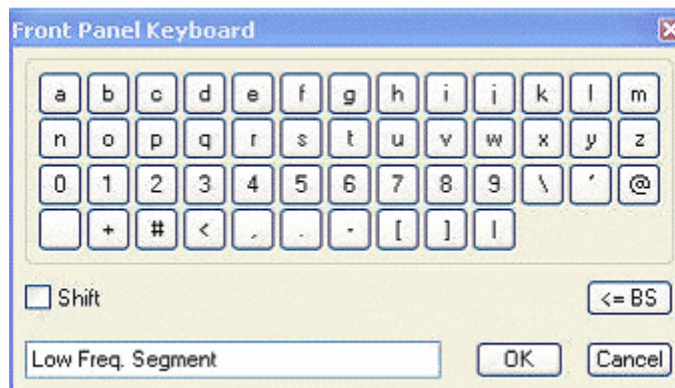 Front Panel Keyboard
a b c d e f g h i j k l m
n o p q r s t u v w x y z
0 1 2 3 4 5 6 7 8 9 \ ' @
+ # < , . - [ ] |
Shift
<= BS
Low Freq. Segment
OK Cancel